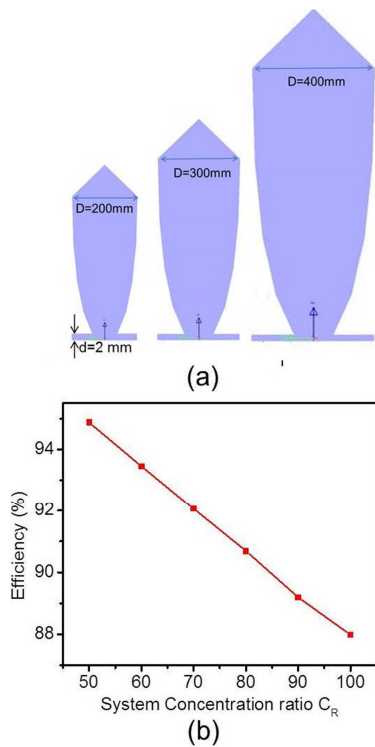 D=400mm
D=300mm
D=200mm
d=2 mm
(a)
Efficiency (%)
94
92
90
88
50 60 70 80 90 100
System Concentration ratio C_R
(b)